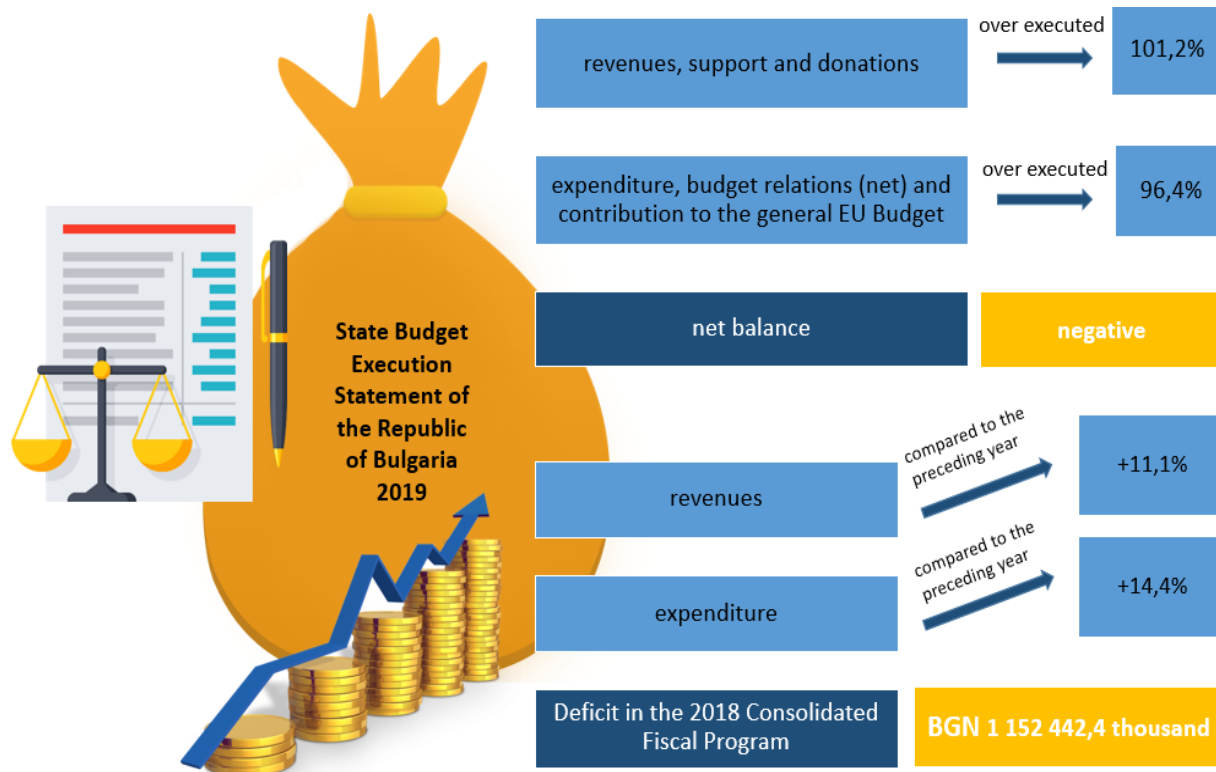 over executed
revenues, support and donations
101,2%
over executed
expenditure, budget relations (net) and
contribution to the general EU Budget
96,4%
net balance
negative
State Budget
Execution
Statement of
the Republic
of Bulgaria
2019
compared to the
preceding year
revenues
+11,1%
compared to the
preceding year
expenditure
+14,4%
Deficit in the 2018 Consolidated
Fiscal Program
BGN 1 152 442,4 thousand